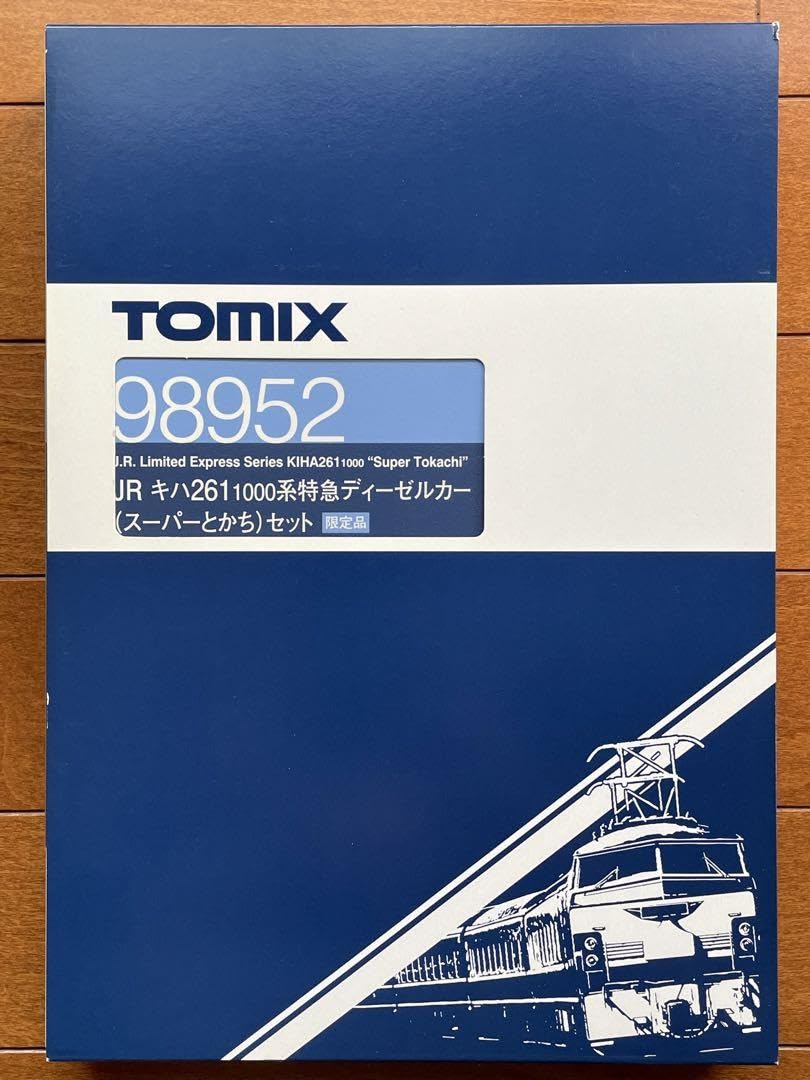 TOMIX
98952
J.R. Limited Express Series KIHA261 1000 “Super Tokachi”
JR キハ261 1000系特急ディーゼルカー
(スーパーとかち)セット 限定品